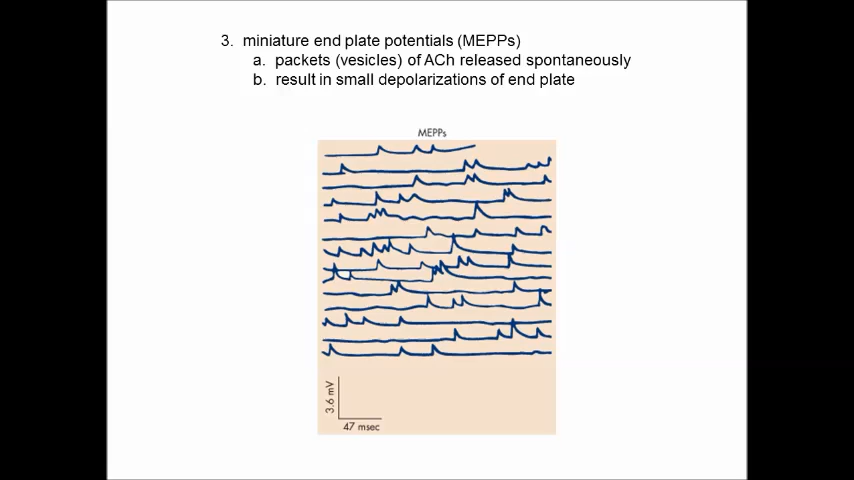 3. miniature end plate potentials (MEPPs)
a. packets (vesicles) of ACh released spontaneously
b. result in small depolarizations of end plate
MEPPs
3.6 mV
47 msec